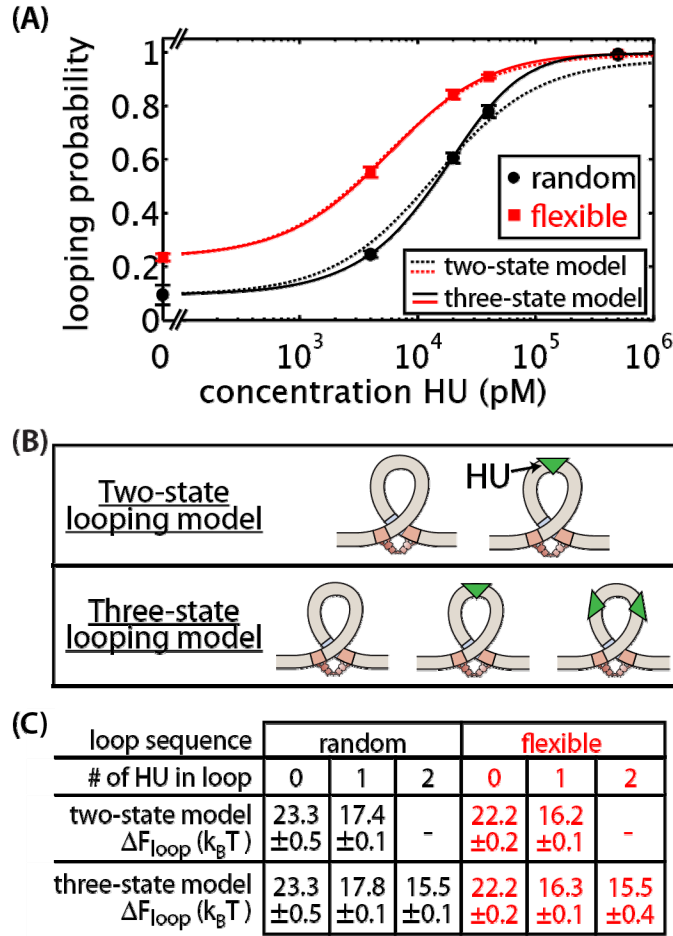 (A)
looping probability
1
0.8
0.6
0.4
0.2
0
random
flexible
two-state model
three-state model
0 10³ 10⁴ 10⁵ 10⁶
concentration HU (pM)
(B)
Two-state
looping model
HU
Three-state
looping model
(C)
loop sequence random flexible
# of HU in loop 0 1 2 0 1 2
two-state model 23.3 17.4 - 22.2 16.2 -
ΔF_loop (k_BT) ±0.5 ±0.1 ±0.2 ±0.1
three-state model 23.3 17.8 15.5 22.2 16.3 15.5
ΔF_loop (k_BT) ±0.5 ±0.1 ±0.1 ±0.2 ±0.1 ±0.4